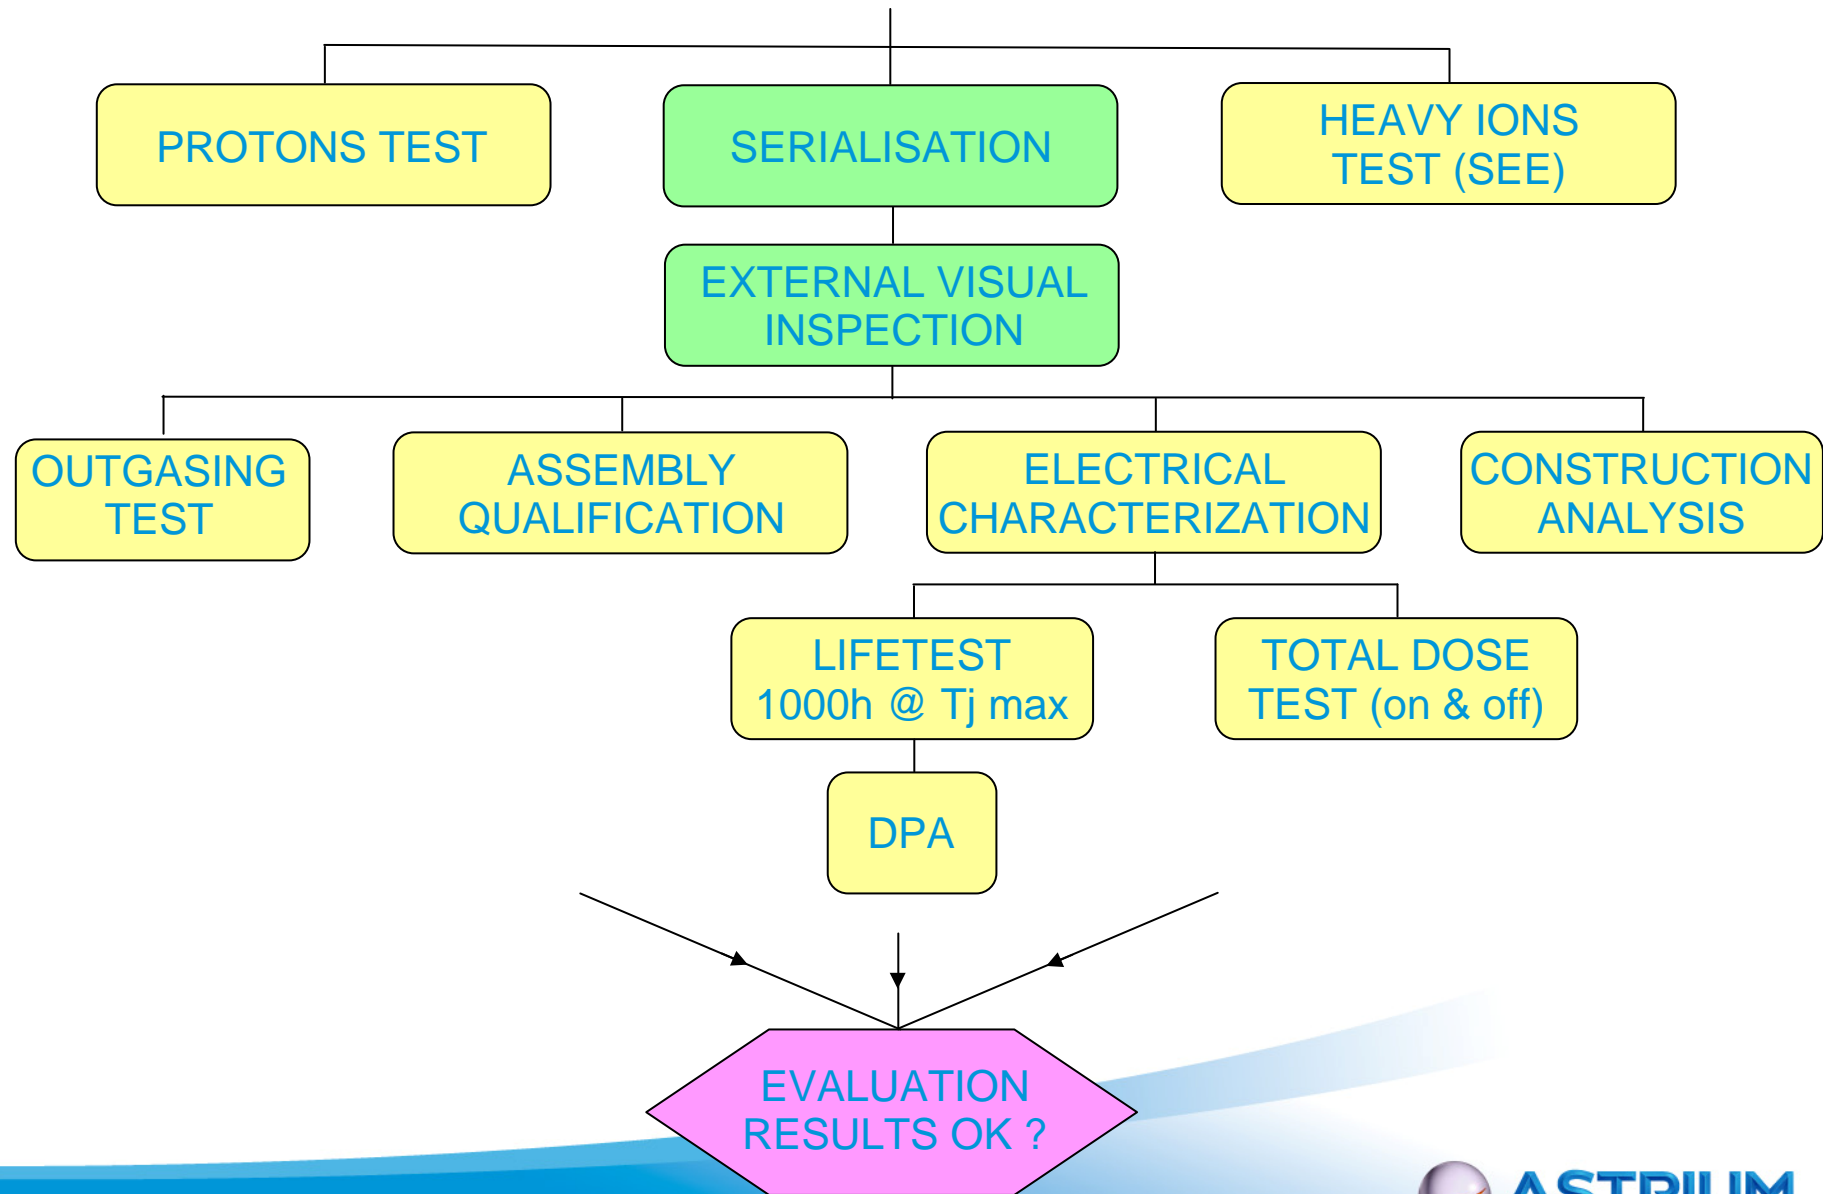 PROTONS TEST
SERIALISATION
HEAVY IONS
TEST (SEE)
EXTERNAL VISUAL
INSPECTION
OUTGASING
TEST
ASSEMBLY
QUALIFICATION
ELECTRICAL
CHARACTERIZATION
CONSTRUCTION
ANALYSIS
LIFETEST
1000h @ Tj max
TOTAL DOSE
TEST (on & off)
DPA
EVALUATION
RESULTS OK ?
ASTRIUM